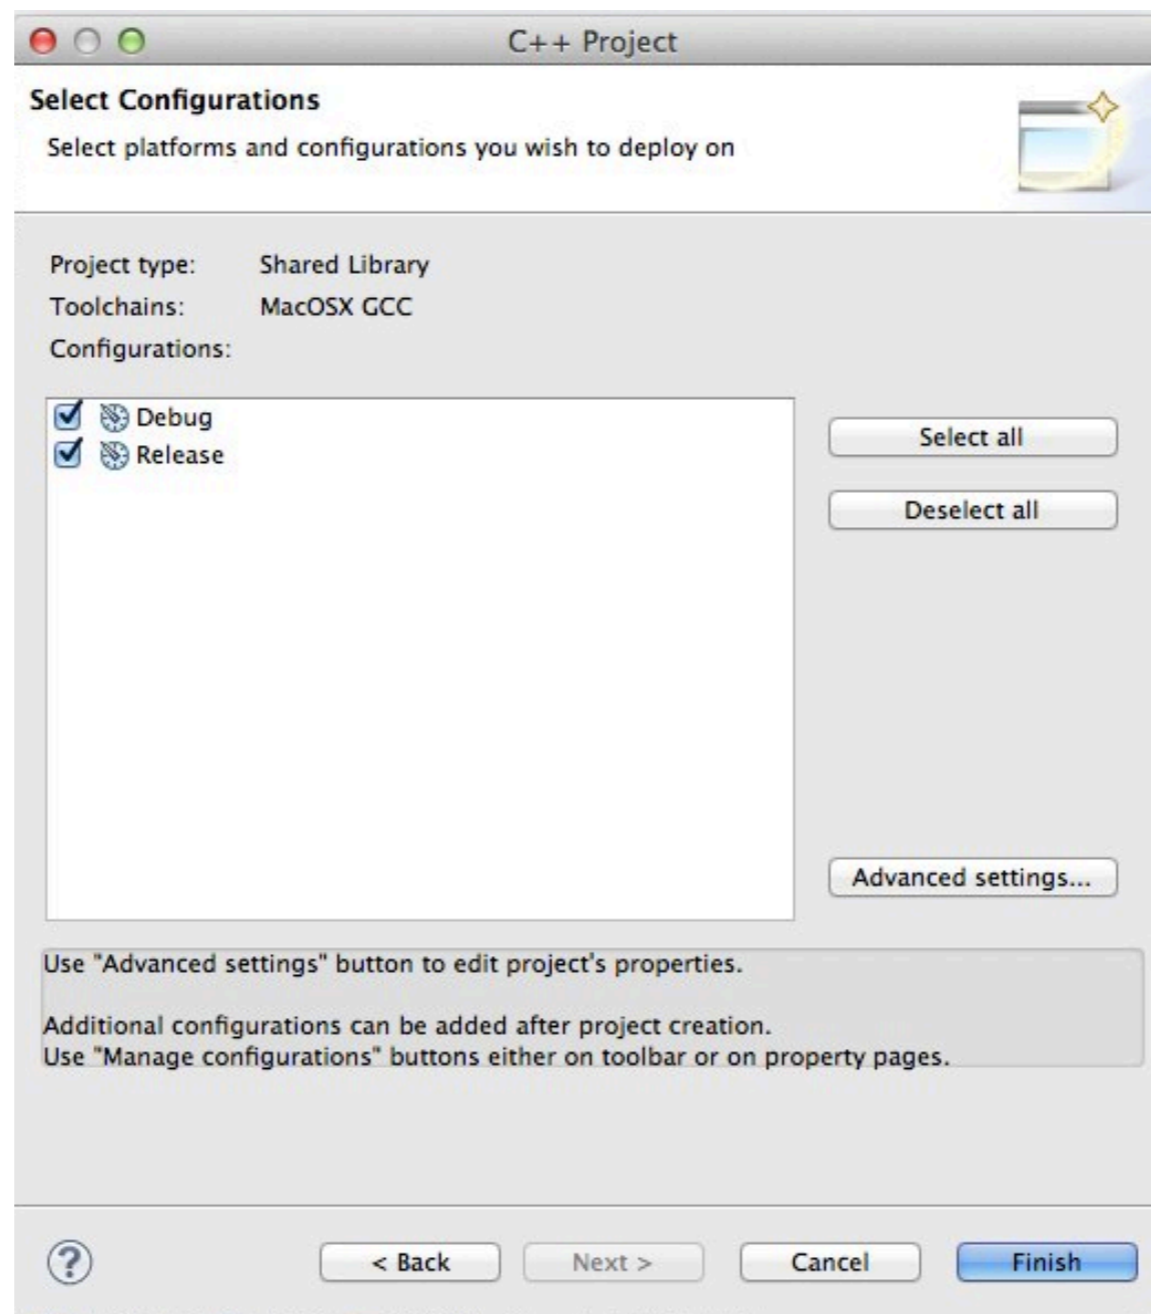 C++ Project
Select Configurations
Select platforms and configurations you wish to deploy on
Project type: Shared Library
Toolchains: MacOSX GCC
Configurations:
Debug
Release
Select all
Deselect all
Advanced settings...
Use "Advanced settings" button to edit project's properties.
Additional configurations can be added after project creation.
Use "Manage configurations" buttons either on toolbar or on property pages.
?
< Back Next > Cancel Finish